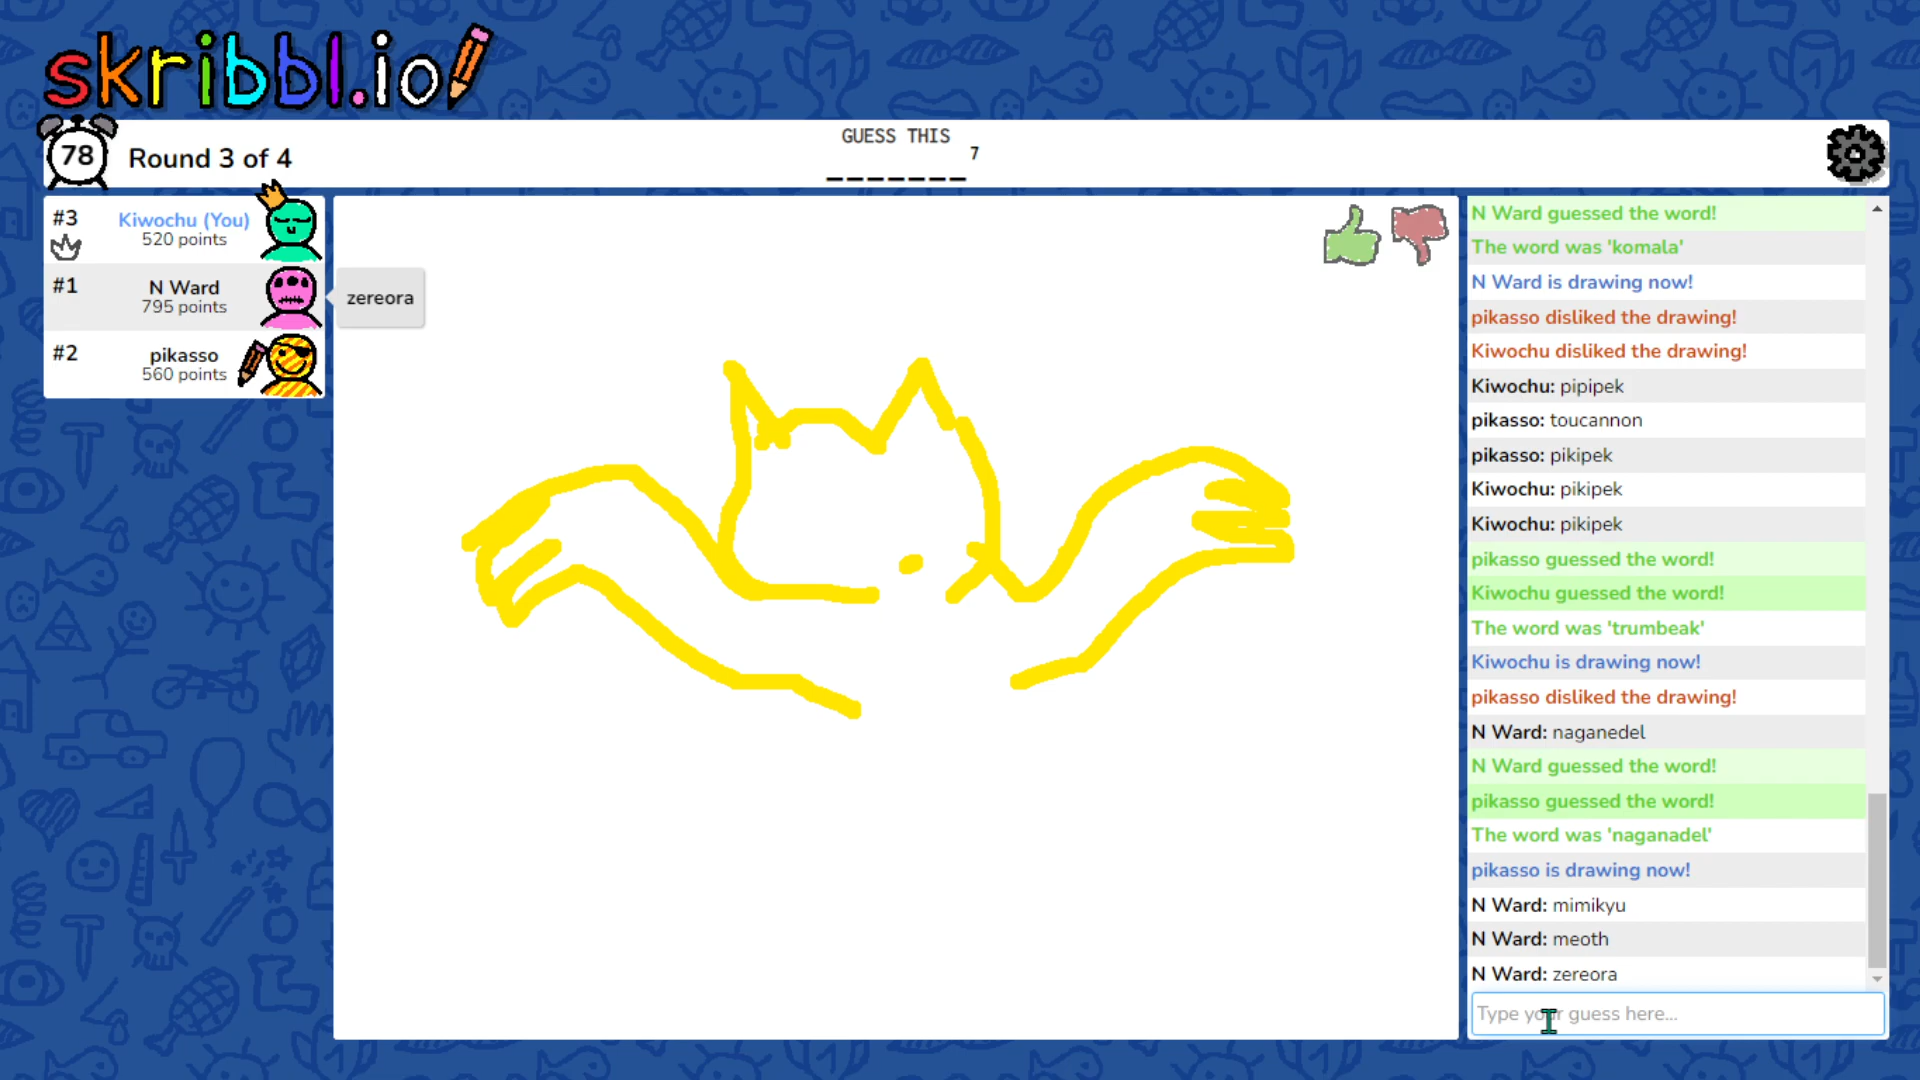 skribbl.io
78
Round 3 of 4
GUESS THIS
_______ 7
#3
Kiwochu (You)
520 points
#1
N Ward
795 points
zereora
#2
pikasso
560 points
N Ward guessed the word!
The word was 'komala'
N Ward is drawing now!
pikasso disliked the drawing!
Kiwochu disliked the drawing!
Kiwochu: pipipek
pikasso: toucannon
pikasso: pikipek
Kiwochu: pikipek
Kiwochu: pikipek
pikasso guessed the word!
Kiwochu guessed the word!
The word was 'trumbeak'
Kiwochu is drawing now!
pikasso disliked the drawing!
N Ward: naganedel
N Ward guessed the word!
pikasso guessed the word!
The word was 'naganadel'
pikasso is drawing now!
N Ward: mimikyu
N Ward: meoth
N Ward: zereora
Type your guess here...